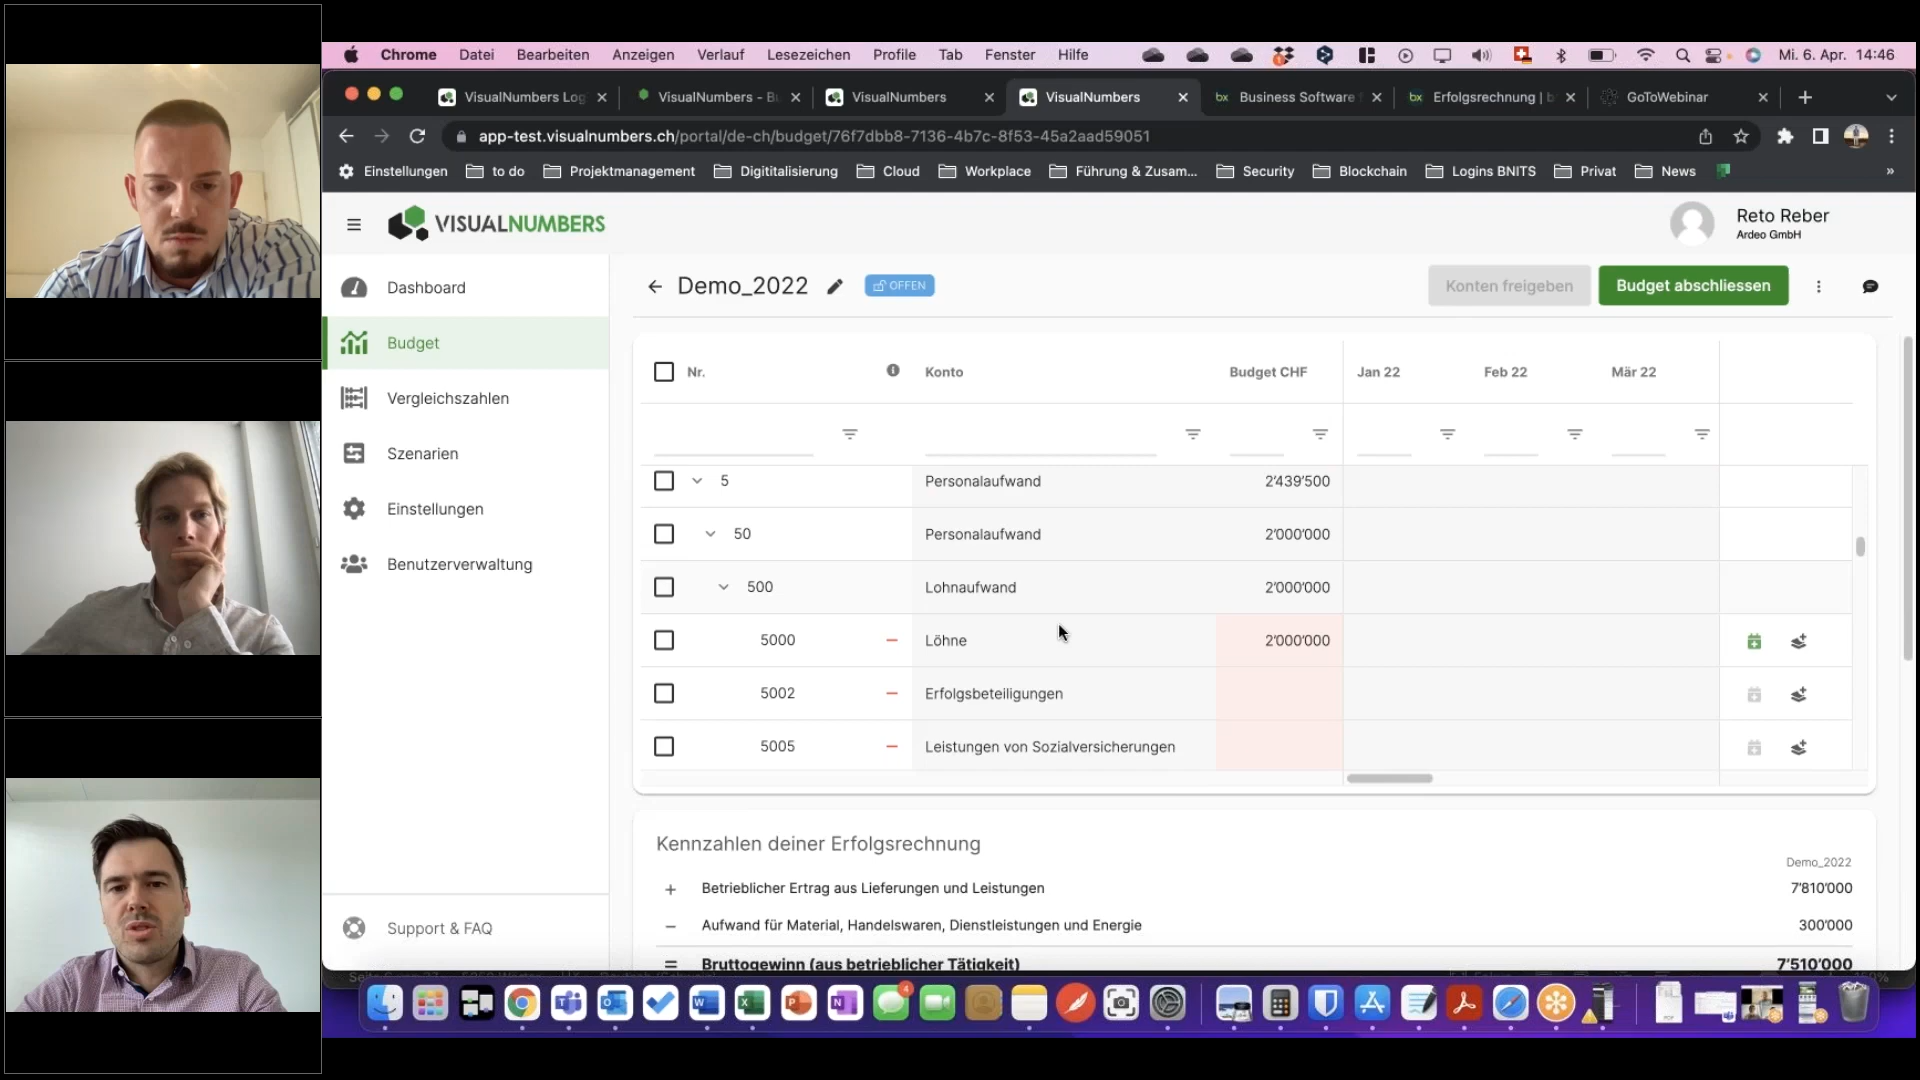 Chrome Datei Bearbeiten Anzeigen Verlauf Lesezeichen Profile Tab Fenster Hilfe Mi. 6. Apr. 14:46
VisualNumbers Log VisualNumbers - Bu VisualNumbers VisualNumbers Business Software Erfolgsrechnung | b GoToWebinar
app-test.visualnumbers.ch/portal/de-ch/budget/76f7dbb8-7136-4b7c-8f53-45a2aad59051
Einstellungen to do Projektmanagement Digititalisierung Cloud Workplace Führung & Zusam... Security Blockchain Logins BNITS Privat News »
VISUALNUMBERS
Reto Reber
Ardeo GmbH
Dashboard
Budget
Vergleichszahlen
Szenarien
Einstellungen
Benutzerverwaltung
Support & FAQ
Demo_2022 OFFEN Konten freigeben Budget abschliessen
Nr. Konto Budget CHF Jan 22 Feb 22 Mär 22
5 Personalaufwand 2'439'500
50 Personalaufwand 2'000'000
500 Lohnaufwand 2'000'000
5000 – Löhne 2'000'000
5002 – Erfolgsbeteiligungen
5005 – Leistungen von Sozialversicherungen
Kennzahlen deiner Erfolgsrechnung
Demo_2022
+ Betrieblicher Ertrag aus Lieferungen und Leistungen 7'810'000
– Aufwand für Material, Handelswaren, Dienstleistungen und Energie 300'000
= Bruttogewinn (aus betrieblicher Tätigkeit) 7'510'000